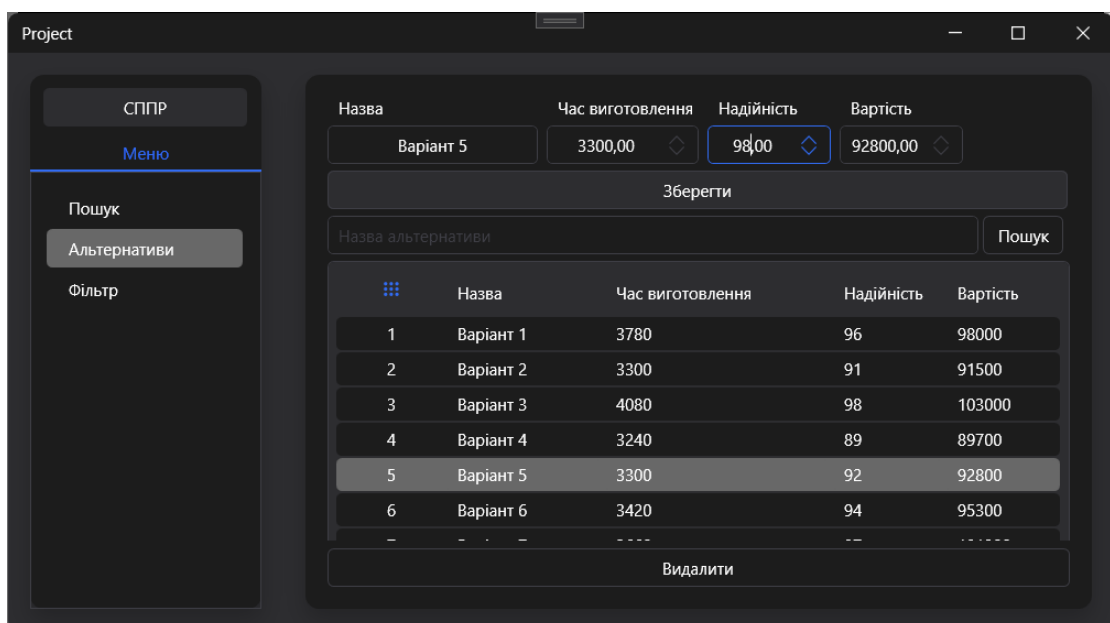 Project
СППР
Меню
Пошук
Альтернативи
Фільтр
Назва Час виготовлення Надійність Вартість
Варіант 5 3300,00 98,00 92800,00
Зберегти
Назва альтернативи Пошук
Назва Час виготовлення Надійність Вартість
1 Варіант 1 3780 96 98000
2 Варіант 2 3300 91 91500
3 Варіант 3 4080 98 103000
4 Варіант 4 3240 89 89700
5 Варіант 5 3300 92 92800
6 Варіант 6 3420 94 95300
Видалити